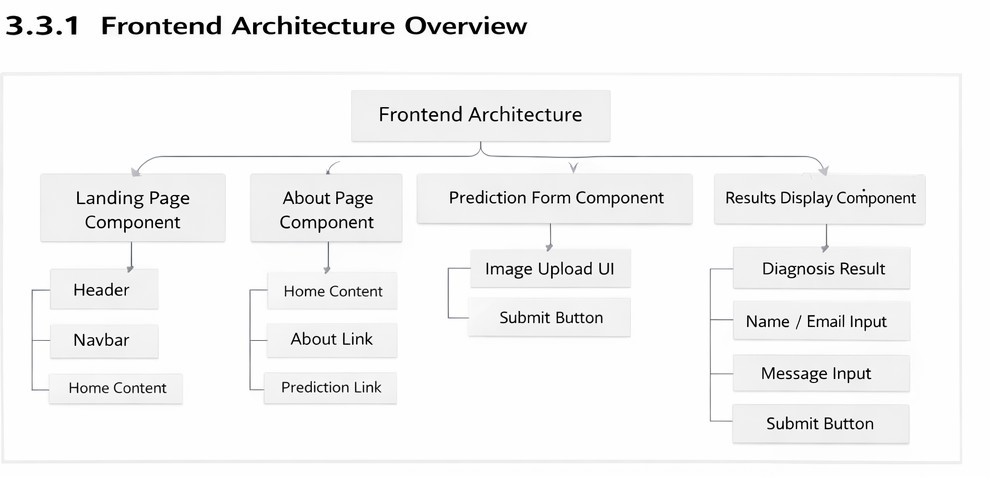 3.3.1 Frontend Architecture Overview
Frontend Architecture
Landing Page
Component
Header
Navbar
Home Content
About Page
Component
Home Content
About Link
Prediction Link
Prediction Form Component
Image Upload UI
Submit Button
Results Display Component
Diagnosis Result
Name / Email Input
Message Input
Submit Button